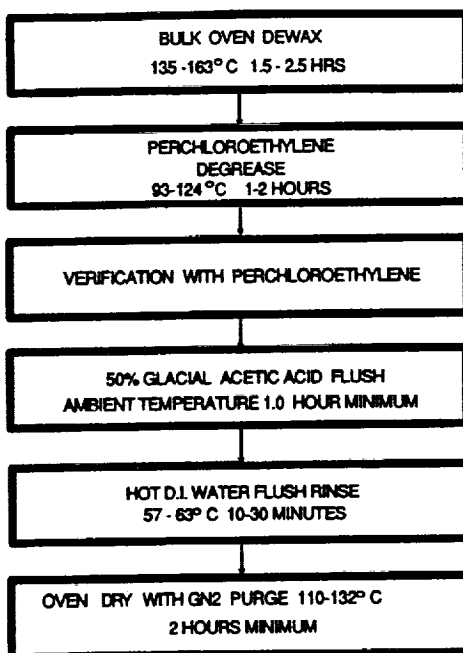 BULK OVEN DEWAX
135 -163° C 1.5 - 2.5 HRS
PERCHLOROETHYLENE
DEGREASE
93-124 °C 1-2 HOURS
VERIFICATION WITH PERCHLOROETHYLENE
50% GLACIAL ACETIC ACID FLUSH
AMBIENT TEMPERATURE 1.0 HOUR MINIMUM
HOT D.I. WATER FLUSH RINSE
57 - 63° C 10-30 MINUTES
OVEN DRY WITH GN2 PURGE 110-132° C
2 HOURS MINIMUM